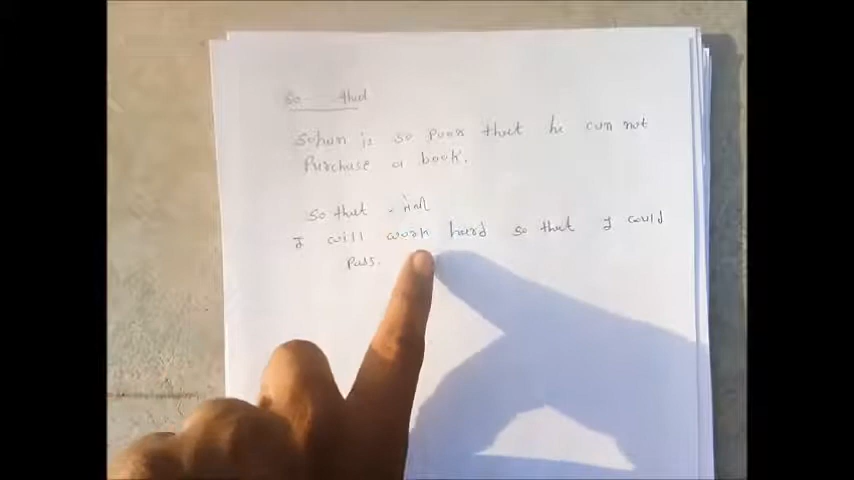 so that
Sohan is so poor that he can not
Purchase a book.
so that
I will work hard so that I could
Pass.